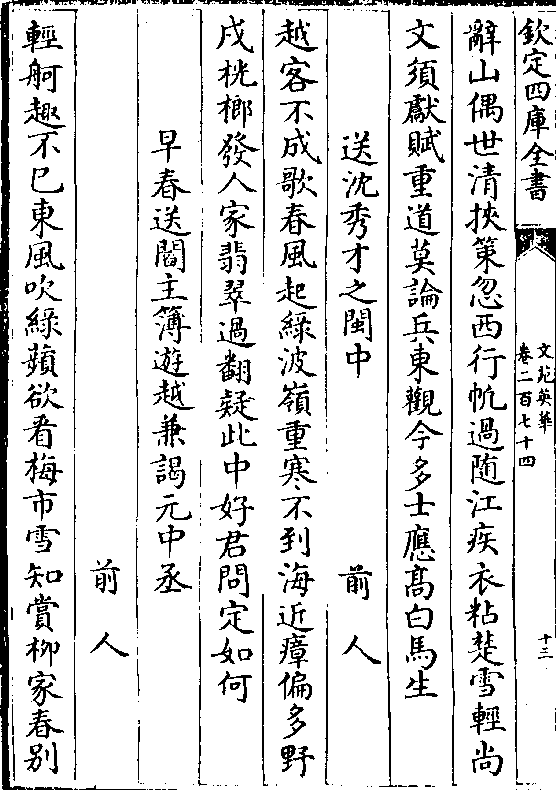 欽定四庫全書
文苑英華
卷二百七十四
十三
辭山偶世清挾策忽西行帆過隨江疾衣粘楚雪輕尚
文須獻賦重道莫論兵東觀今多士應髙白馬生
送沈秀才之閩中 前人
越客不成歌春風起緑波嶺重寒不到海近瘴偏多野
戍桄榔發人家翡翠過翻疑此中好君問定如何
早春送閻主簿遊越兼謁元中丞
前人
輕舸趣不已東風吹緑蘋欲看梅市雪知賞柳家春别